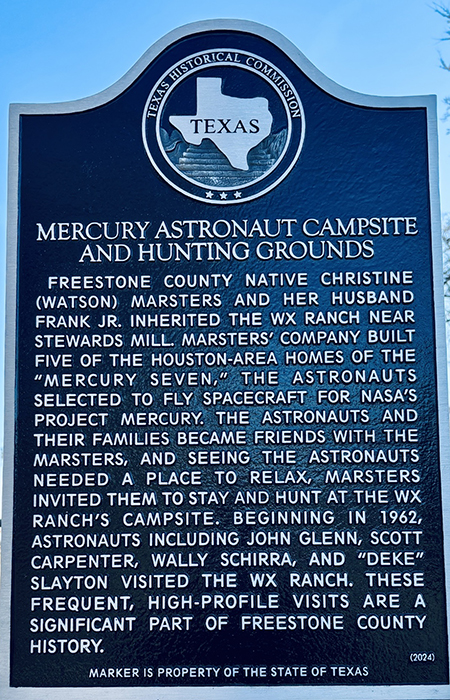 TEXAS HISTORICAL COMMISSION
TEXAS
MERCURY ASTRONAUT CAMPSITE
AND HUNTING GROUNDS
FREESTONE COUNTY NATIVE CHRISTINE
(WATSON) MARSTERS AND HER HUSBAND
FRANK JR. INHERITED THE WX RANCH NEAR
STEWARDS MILL. MARSTERS' COMPANY BUILT
FIVE OF THE HOUSTON-AREA HOMES OF THE
"MERCURY SEVEN," THE ASTRONAUTS
SELECTED TO FLY SPACECRAFT FOR NASA'S
PROJECT MERCURY. THE ASTRONAUTS AND
THEIR FAMILIES BECAME FRIENDS WITH THE
MARSTERS, AND SEEING THE ASTRONAUTS
NEEDED A PLACE TO RELAX, MARSTERS
INVITED THEM TO STAY AND HUNT AT THE WX
RANCH'S CAMPSITE. BEGINNING IN 1962,
ASTRONAUTS INCLUDING JOHN GLENN, SCOTT
CARPENTER, WALLY SCHIRRA, AND "DEKE"
SLAYTON VISITED THE WX RANCH. THESE
FREQUENT, HIGH-PROFILE VISITS ARE A
SIGNIFICANT PART OF FREESTONE COUNTY
HISTORY.
(2024)
MARKER IS PROPERTY OF THE STATE OF TEXAS